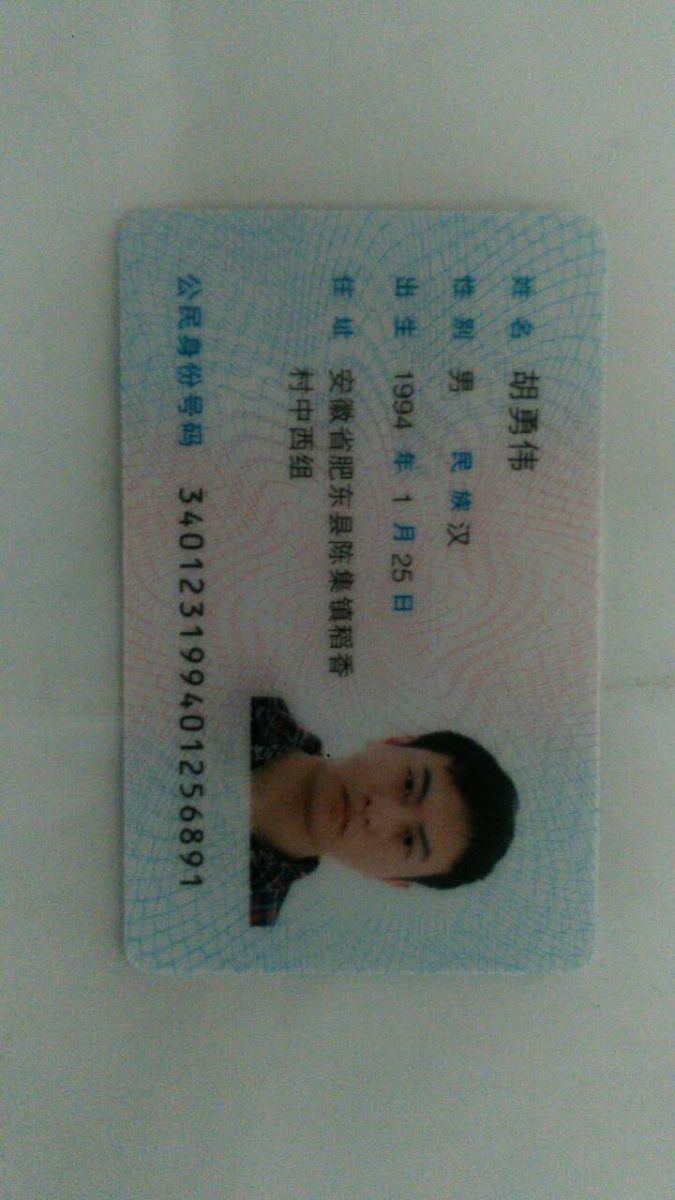 姓名 胡勇伟
性别 男 民族 汉
出生 1994 年 1 月 25 日
住址 安徽省肥东县陈集镇稻香
村中西组
公民身份号码 340123199401256891